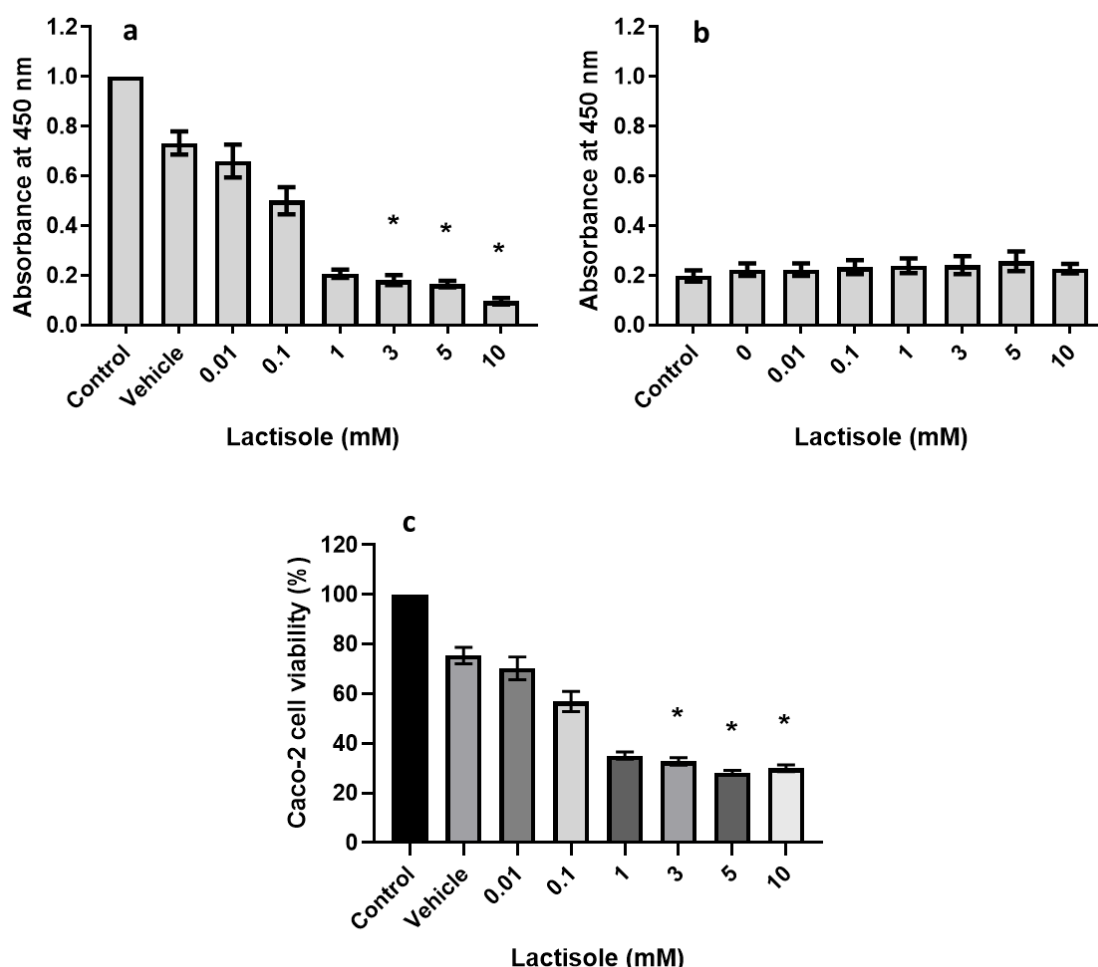 a
Absorbance at 450 nm
1.2
1.0
0.8
0.6
0.4
0.2
0.0
* * *
Control Vehicle 0.01 0.1 1 3 5 10
Lactisole (mM)
b
Absorbance at 450 nm
1.2
1.0
0.8
0.6
0.4
0.2
0.0
Control 0 0.01 0.1 1 3 5 10
Lactisole (mM)
c
Caco-2 cell viability (%)
120
100
80
60
40
20
0
* * *
Control Vehicle 0.01 0.1 1 3 5 10
Lactisole (mM)